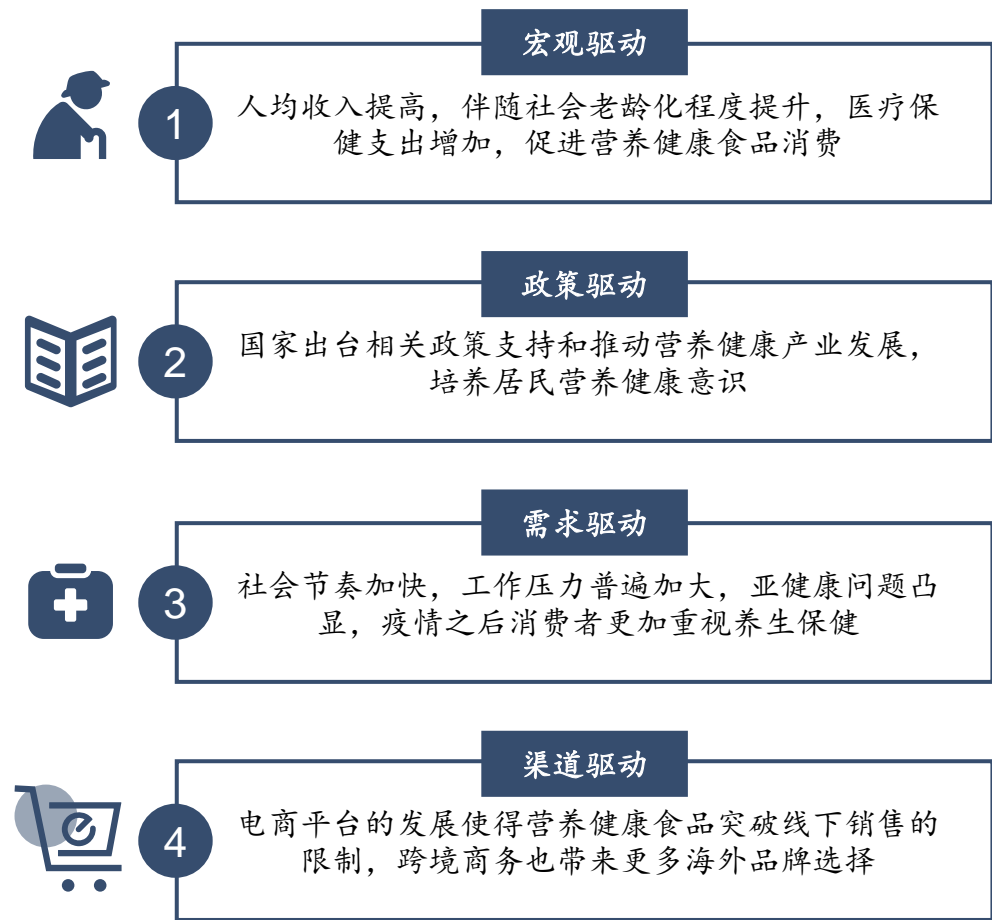 宏观驱动
1
人均收入提高，伴随社会老龄化程度提升，医疗保
健支出增加，促进营养健康食品消费
政策驱动
2
国家出台相关政策支持和推动营养健康产业发展，
培养居民营养健康意识
需求驱动
3
社会节奏加快，工作压力普遍加大，亚健康问题凸
显，疫情之后消费者更加重视养生保健
渠道驱动
4
电商平台的发展使得营养健康食品突破线下销售的
限制，跨境商务也带来更多海外品牌选择